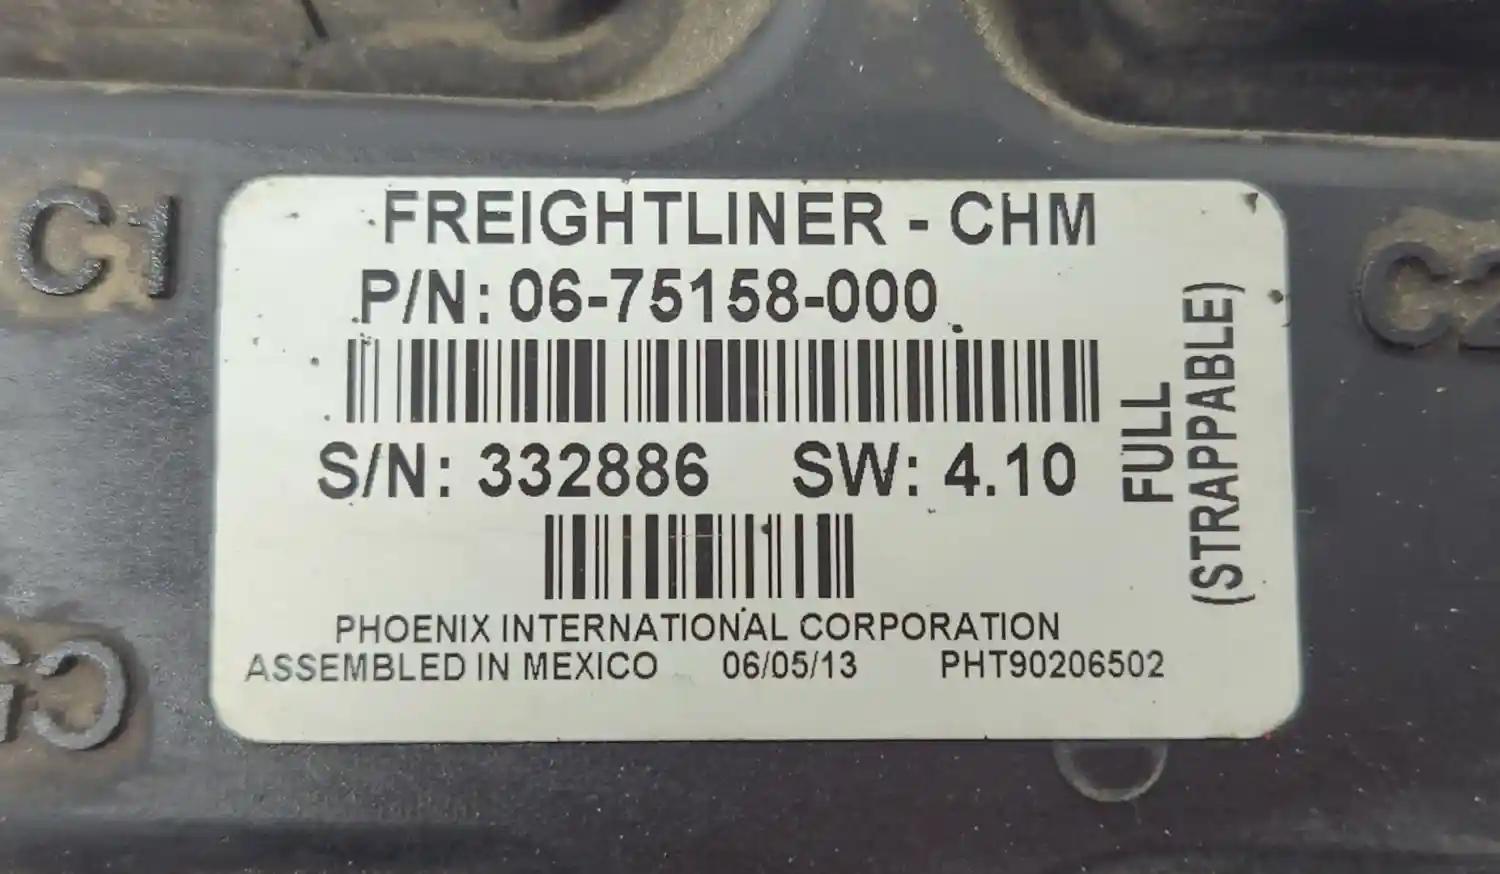 C1
FREIGHTLINER - CHM
P/N: 06-75158-000
S/N: 332886 SW: 4.10
FULL
(STRAPPABLE)
PHOENIX INTERNATIONAL CORPORATION
ASSEMBLED IN MEXICO 06/05/13 PHT90206502
C2